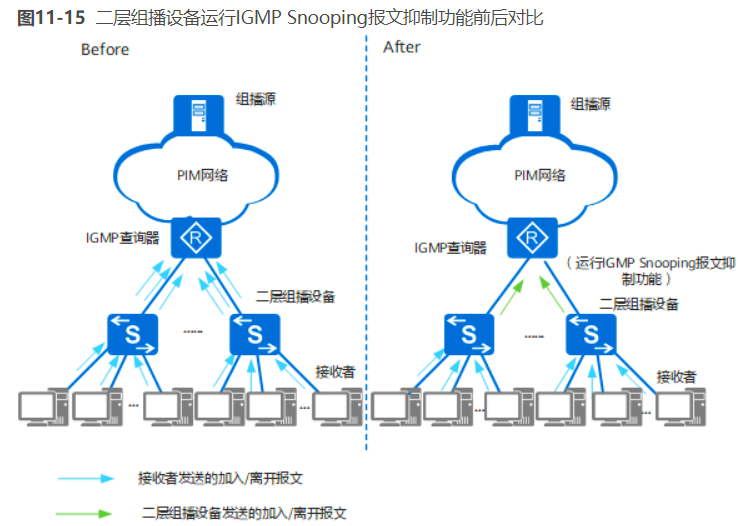 图11-15 二层组播设备运行IGMP Snooping报文抑制功能前后对比
Before
After
组播源
组播源
PIM网络
PIM网络
IGMP查询器
R
IGMP查询器
R
（运行IGMP Snooping报文抑
制功能）
二层组播设备
二层组播设备
S
......
S
S
......
S
接收者
接收者
...
...
...
...
接收者发送的加入/离开报文
二层组播设备发送的加入/离开报文